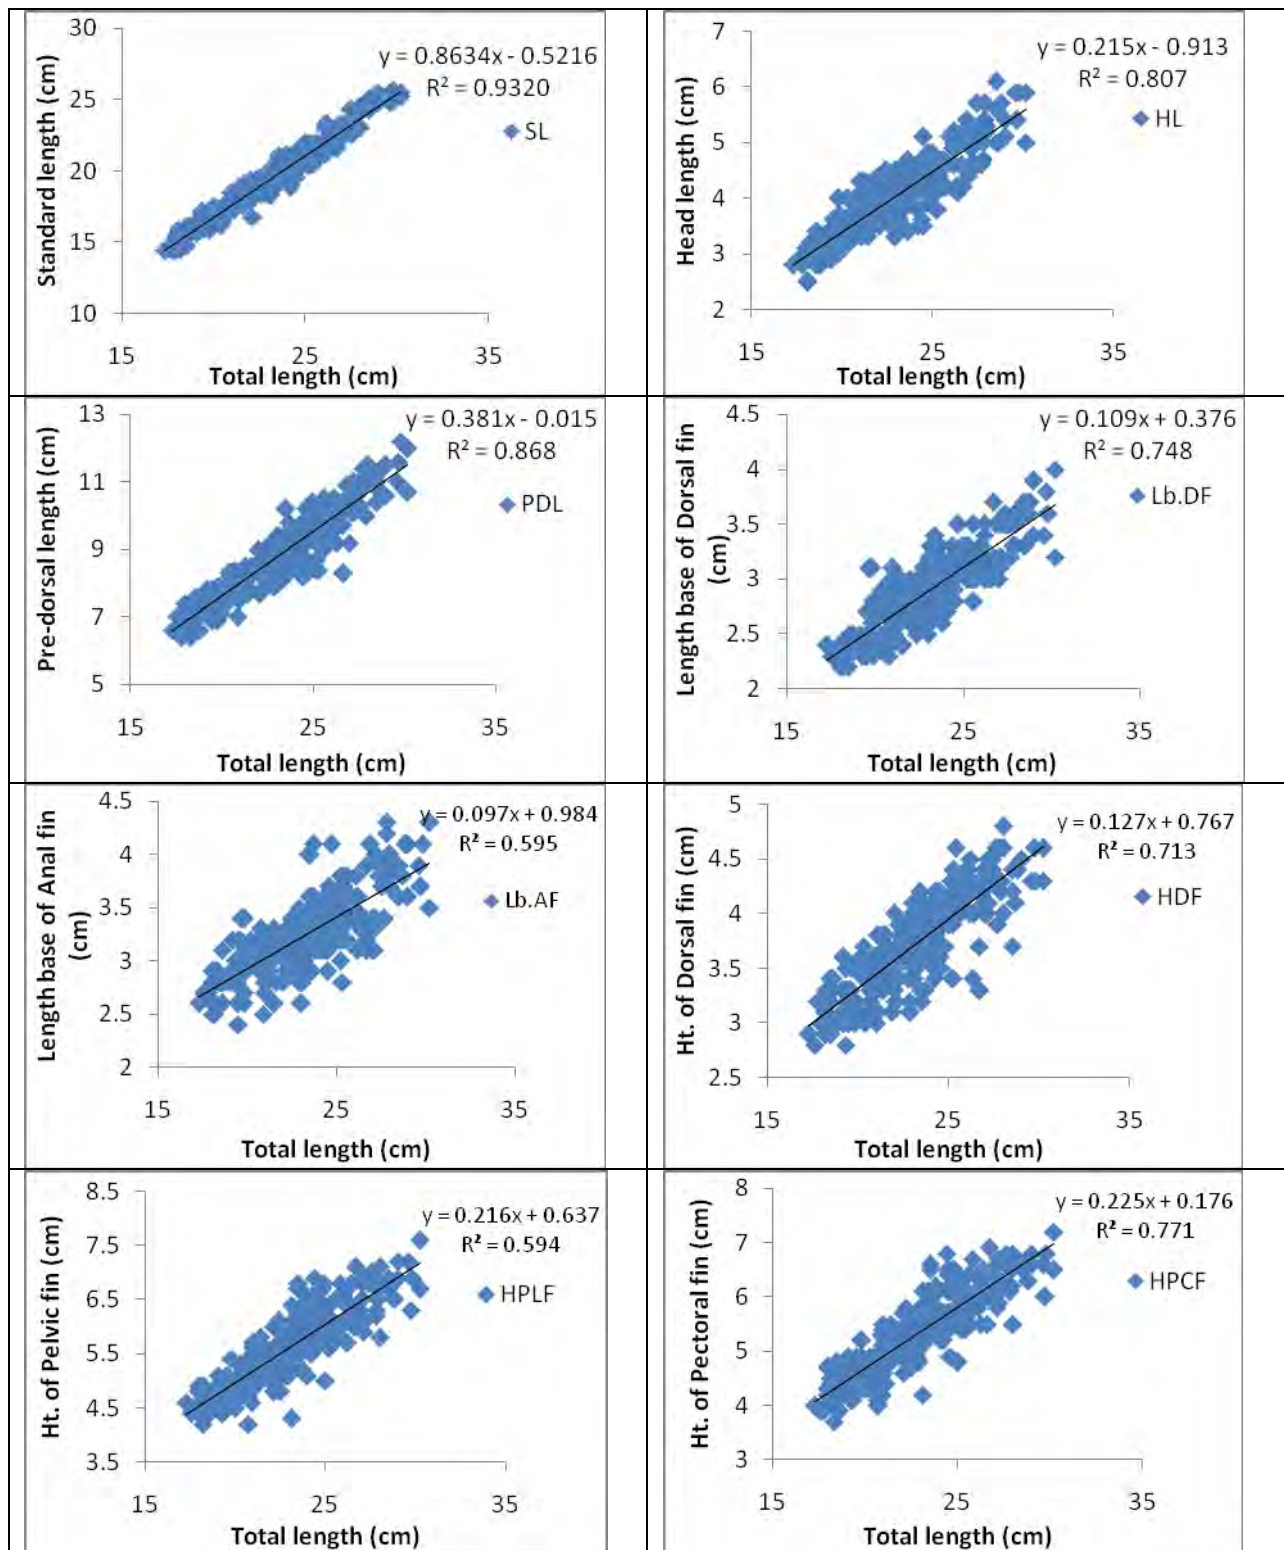 30
25
20
15
10
15 25 35
Standard length (cm)
Total length (cm)
y = 0.8634x - 0.5216
R² = 0.9320
SL
7
6
5
4
3
2
15 25 35
Head length (cm)
Total length (cm)
y = 0.215x - 0.913
R² = 0.807
HL
13
11
9
7
5
15 25 35
Pre-dorsal length (cm)
Total length (cm)
y = 0.381x - 0.015
R² = 0.868
PDL
4.5
4
3.5
3
2.5
2
15 25 35
Length base of Dorsal fin
(cm)
Total length (cm)
y = 0.109x + 0.376
R² = 0.748
Lb.DF
4.5
4
3.5
3
2.5
2
15 25 35
Length base of Anal fin
(cm)
Total length (cm)
y = 0.097x + 0.984
R² = 0.595
Lb.AF
5
4.5
4
3.5
3
2.5
15 25 35
Ht. of Dorsal fin (cm)
Total length (cm)
y = 0.127x + 0.767
R² = 0.713
HDF
8.5
7.5
6.5
5.5
4.5
3.5
15 25 35
Ht. of Pelvic fin (cm)
Total length (cm)
y = 0.216x + 0.637
R² = 0.594
HPLF
8
7
6
5
4
3
15 25 35
Ht. of Pectoral fin (cm)
Total length (cm)
y = 0.225x + 0.176
R² = 0.771
HPCF